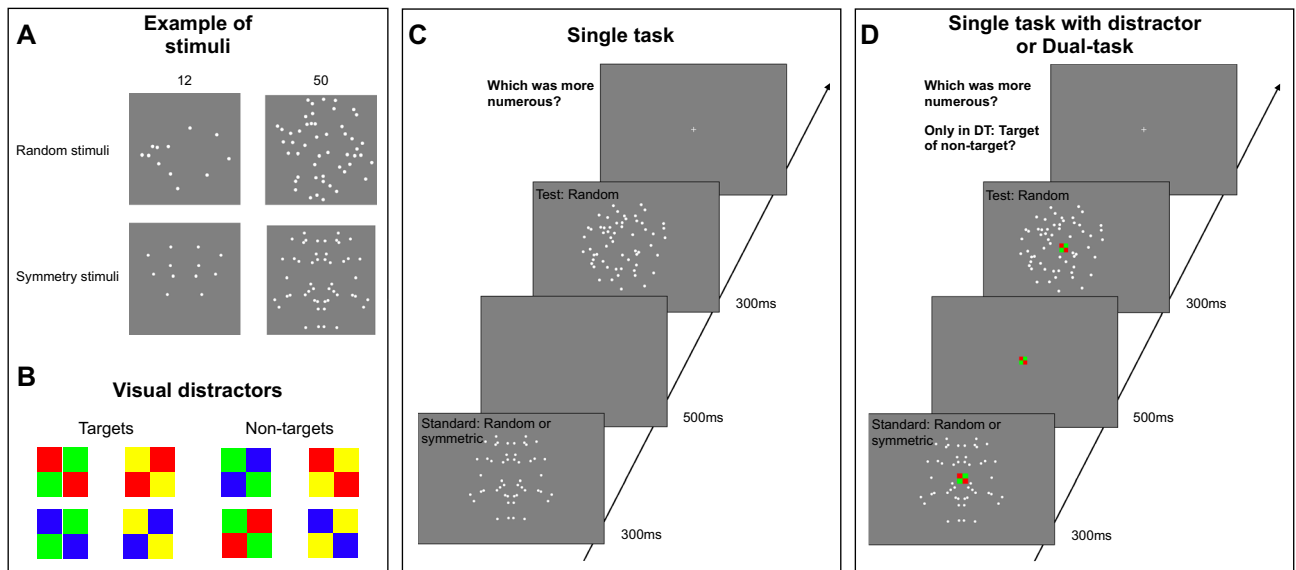 A
Example of
stimuli
12
50
Random stimuli
Symmetry stimuli
B
Visual distractors
Targets
Non-targets
C
Single task
Which was more
numerous?
Test: Random
300ms
500ms
Standard: Random or
symmetric
300ms
D
Single task with distractor
or Dual-task
Which was more
numerous?
Only in DT: Target
of non-target?
Test: Random
300ms
500ms
Standard: Random or
symmetric
300ms